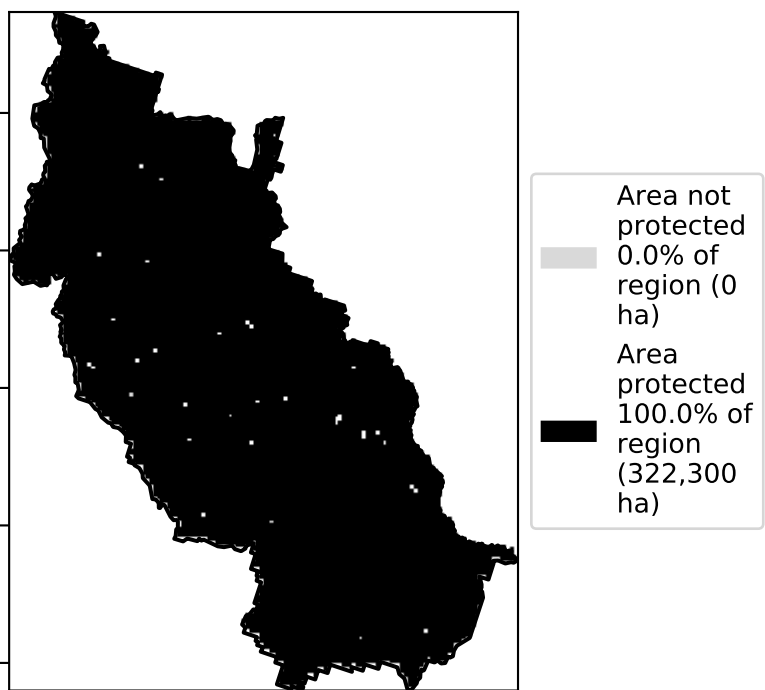 Area not
protected
0.0% of
region (0
ha)
Area
protected
100.0% of
region
(322,300
ha)